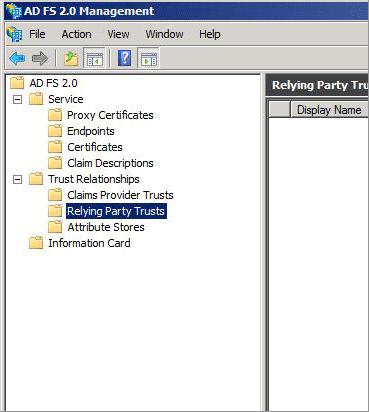 AD FS 2.0 Management
File Action View Window Help
AD FS 2.0
Service
Proxy Certificates
Endpoints
Certificates
Claim Descriptions
Trust Relationships
Claims Provider Trusts
Relying Party Trusts
Attribute Stores
Information Card
Relying Party Tru
Display Name